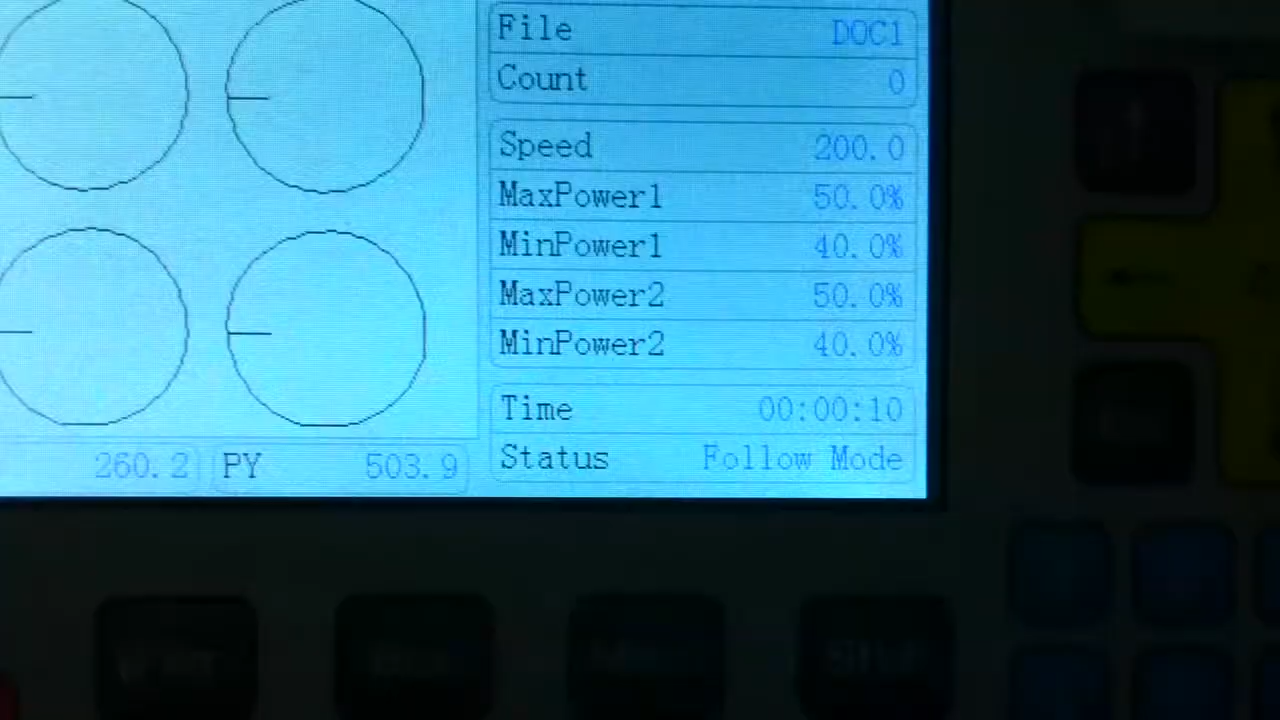 File DOC1
Count 0
Speed 200.0
MaxPower1 50.0%
MinPower1 40.0%
MaxPower2 50.0%
MinPower2 40.0%
Time 00:00:10
Status Follow Mode
260.2 PY 503.9